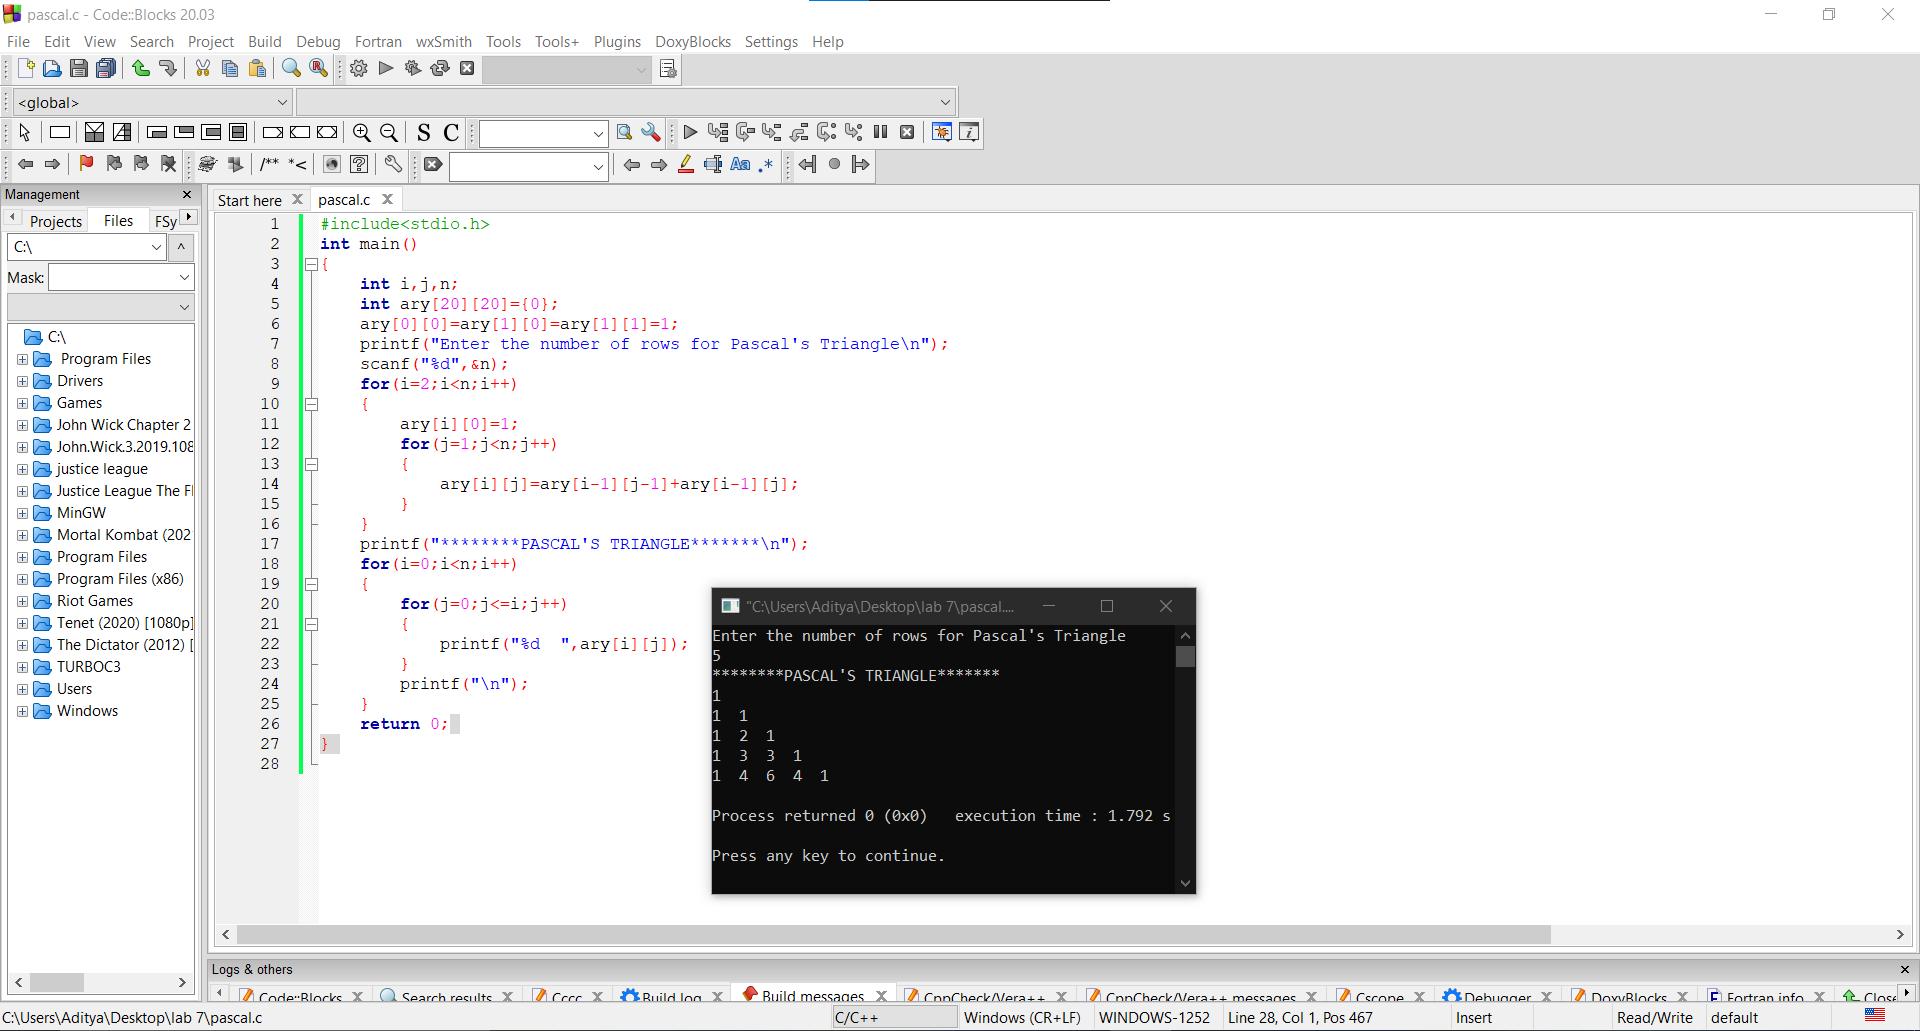 pascal.c - Code::Blocks 20.03
File Edit View Search Project Build Debug Fortran wxSmith Tools Tools+ Plugins DoxyBlocks Settings Help
<global>
S C
/** *<
Aa .*
Management
Projects Files FSy
C:\
Mask:
C:\
Program Files
Drivers
Games
John Wick Chapter 2
John.Wick.3.2019.108
justice league
Justice League The Fl
MinGW
Mortal Kombat (202
Program Files
Program Files (x86)
Riot Games
Tenet (2020) [1080p]
The Dictator (2012) [
TURBOC3
Users
Windows
Start here pascal.c
1 #include<stdio.h>
2 int main()
3 {
4 int i,j,n;
5 int ary[20][20]={0};
6 ary[0][0]=ary[1][0]=ary[1][1]=1;
7 printf("Enter the number of rows for Pascal's Triangle\n");
8 scanf("%d",&n);
9 for(i=2;i<n;i++)
10 {
11 ary[i][0]=1;
12 for(j=1;j<n;j++)
13 {
14 ary[i][j]=ary[i-1][j-1]+ary[i-1][j];
15 }
16 }
17 printf("********PASCAL'S TRIANGLE*******\n");
18 for(i=0;i<n;i++)
19 {
20 for(j=0;j<=i;j++)
21 {
22 printf("%d  ",ary[i][j]);
23 }
24 printf("\n");
25 }
26 return 0;
27 }
28
"C:\Users\Aditya\Desktop\lab 7\pascal....
Enter the number of rows for Pascal's Triangle
5
********PASCAL'S TRIANGLE*******
1
1  1
1  2  1
1  3  3  1
1  4  6  4  1
Process returned 0 (0x0)   execution time : 1.792 s
Press any key to continue.
Logs & others
Code::Blocks Search results Cccc Build log Build messages CppCheck/Vera++ CppCheck/Vera++ messages Cscope Debugger DoxyBlocks Fortran info Close
C:\Users\Aditya\Desktop\lab 7\pascal.c C/C++ Windows (CR+LF) WINDOWS-1252 Line 28, Col 1, Pos 467 Insert Read/Write default